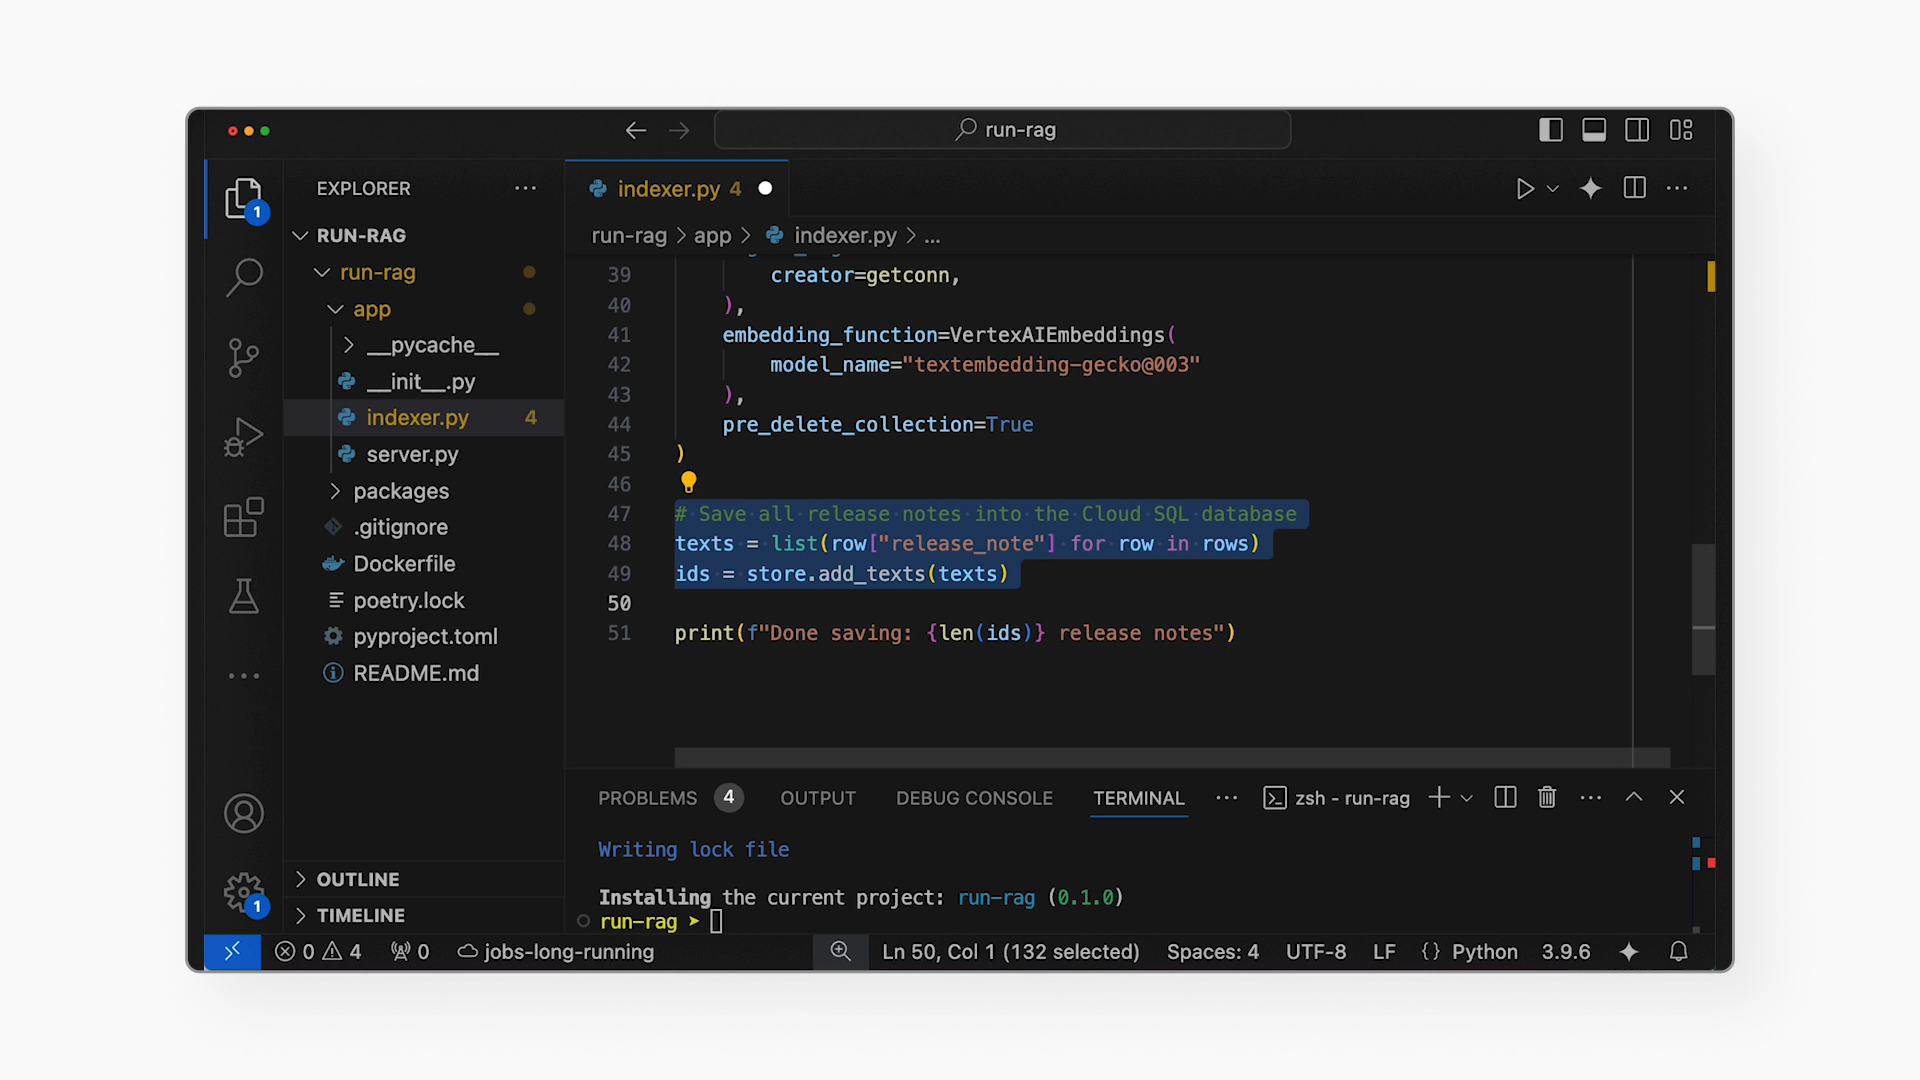 run-rag
EXPLORER
RUN-RAG
run-rag
app
__pycache__
__init__.py
indexer.py 4
server.py
packages
.gitignore
Dockerfile
poetry.lock
pyproject.toml
README.md
OUTLINE
TIMELINE
1
1
indexer.py 4
run-rag > app > indexer.py > ...
39 creator=getconn,
40 ),
41 embedding_function=VertexAIEmbeddings(
42 model_name="textembedding-gecko@003"
43 ),
44 pre_delete_collection=True
45 )
46
47 # Save all release notes into the Cloud SQL database
48 texts = list(row["release_note"] for row in rows)
49 ids = store.add_texts(texts)
50
51 print(f"Done saving: {len(ids)} release notes")
PROBLEMS 4 OUTPUT DEBUG CONSOLE TERMINAL ... zsh - run-rag
Writing lock file
Installing the current project: run-rag (0.1.0)
run-rag ➤
0 4 0 jobs-long-running Ln 50, Col 1 (132 selected) Spaces: 4 UTF-8 LF {} Python 3.9.6